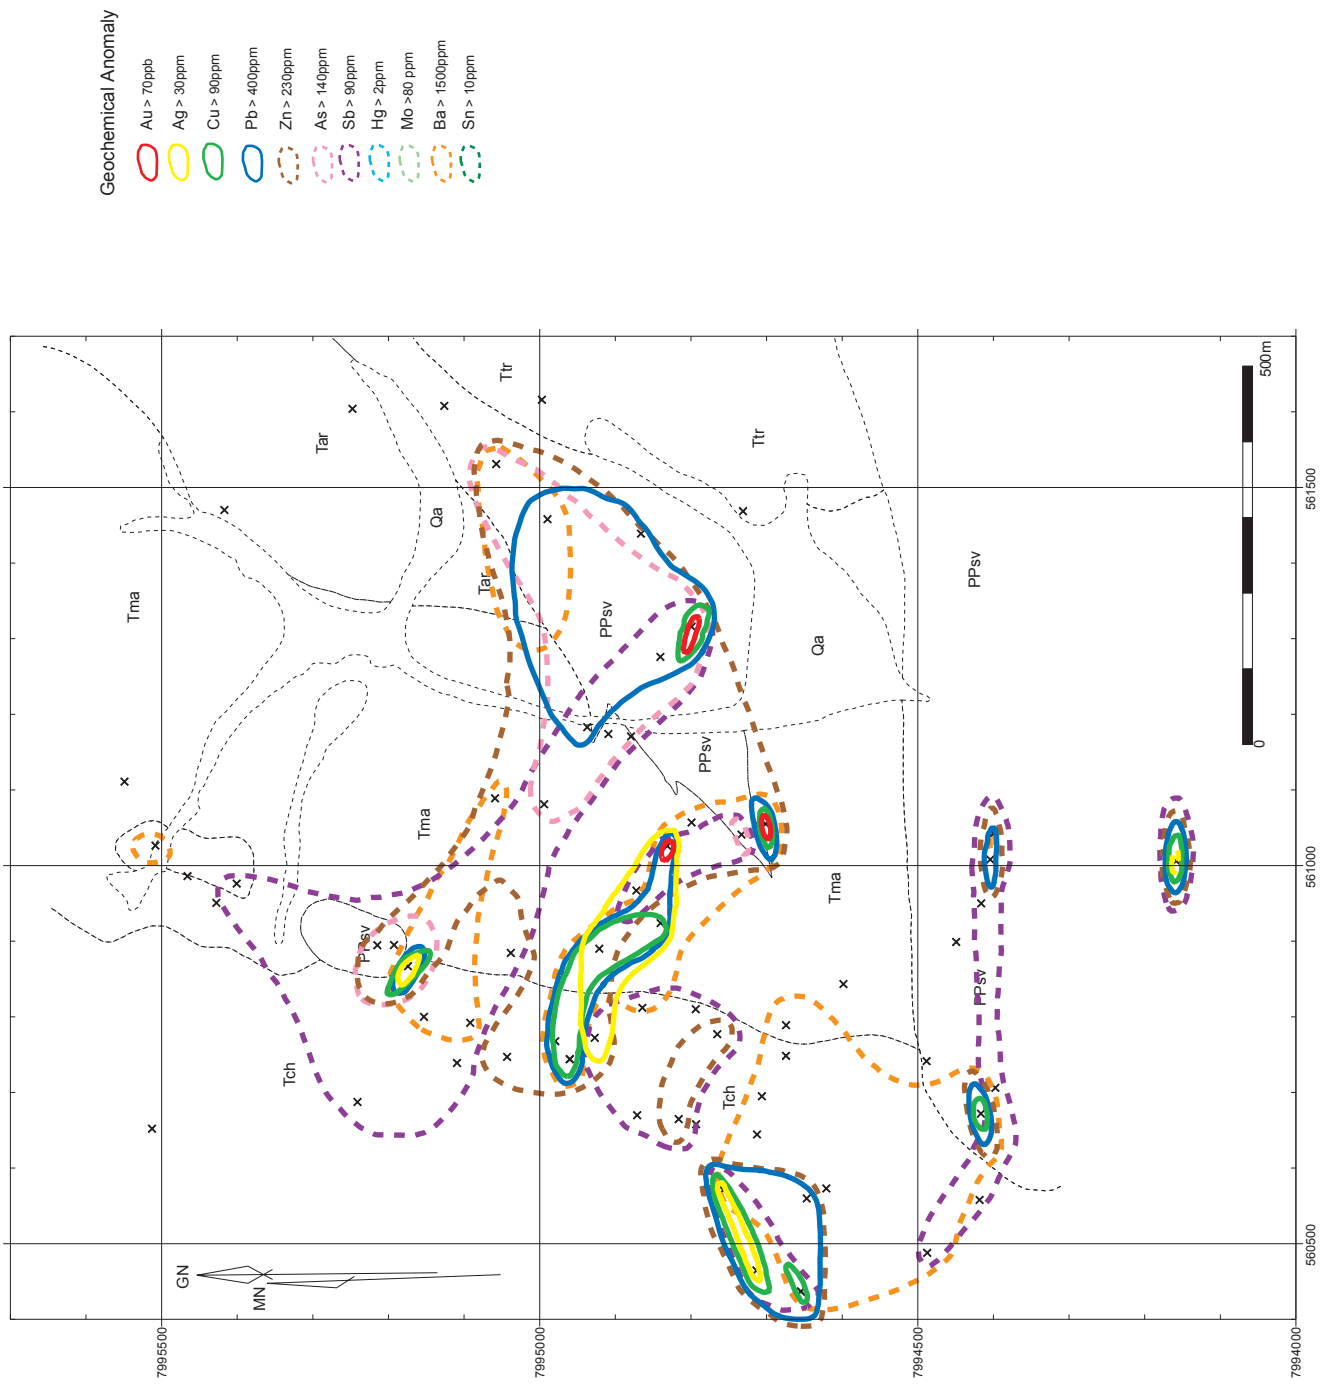 Geochemical Anomaly
Au > 70ppb
Ag > 30ppm
Cu > 90ppm
Pb > 400ppm
Zn > 230ppm
As > 140ppm
Sb > 90ppm
Hg > 2ppm
Mo >80 ppm
Ba > 1500ppm
Sn > 10ppm
Ttr
Tar
Ttr
Qa
Tar
PPsv
Tma
PPsv
Qa
PPsv
Tma
Tma
PPsv
PPsv
Tch
Tch
GN
MN
0
500m
561500
561000
560500
7995500
7995000
7994500
7994000